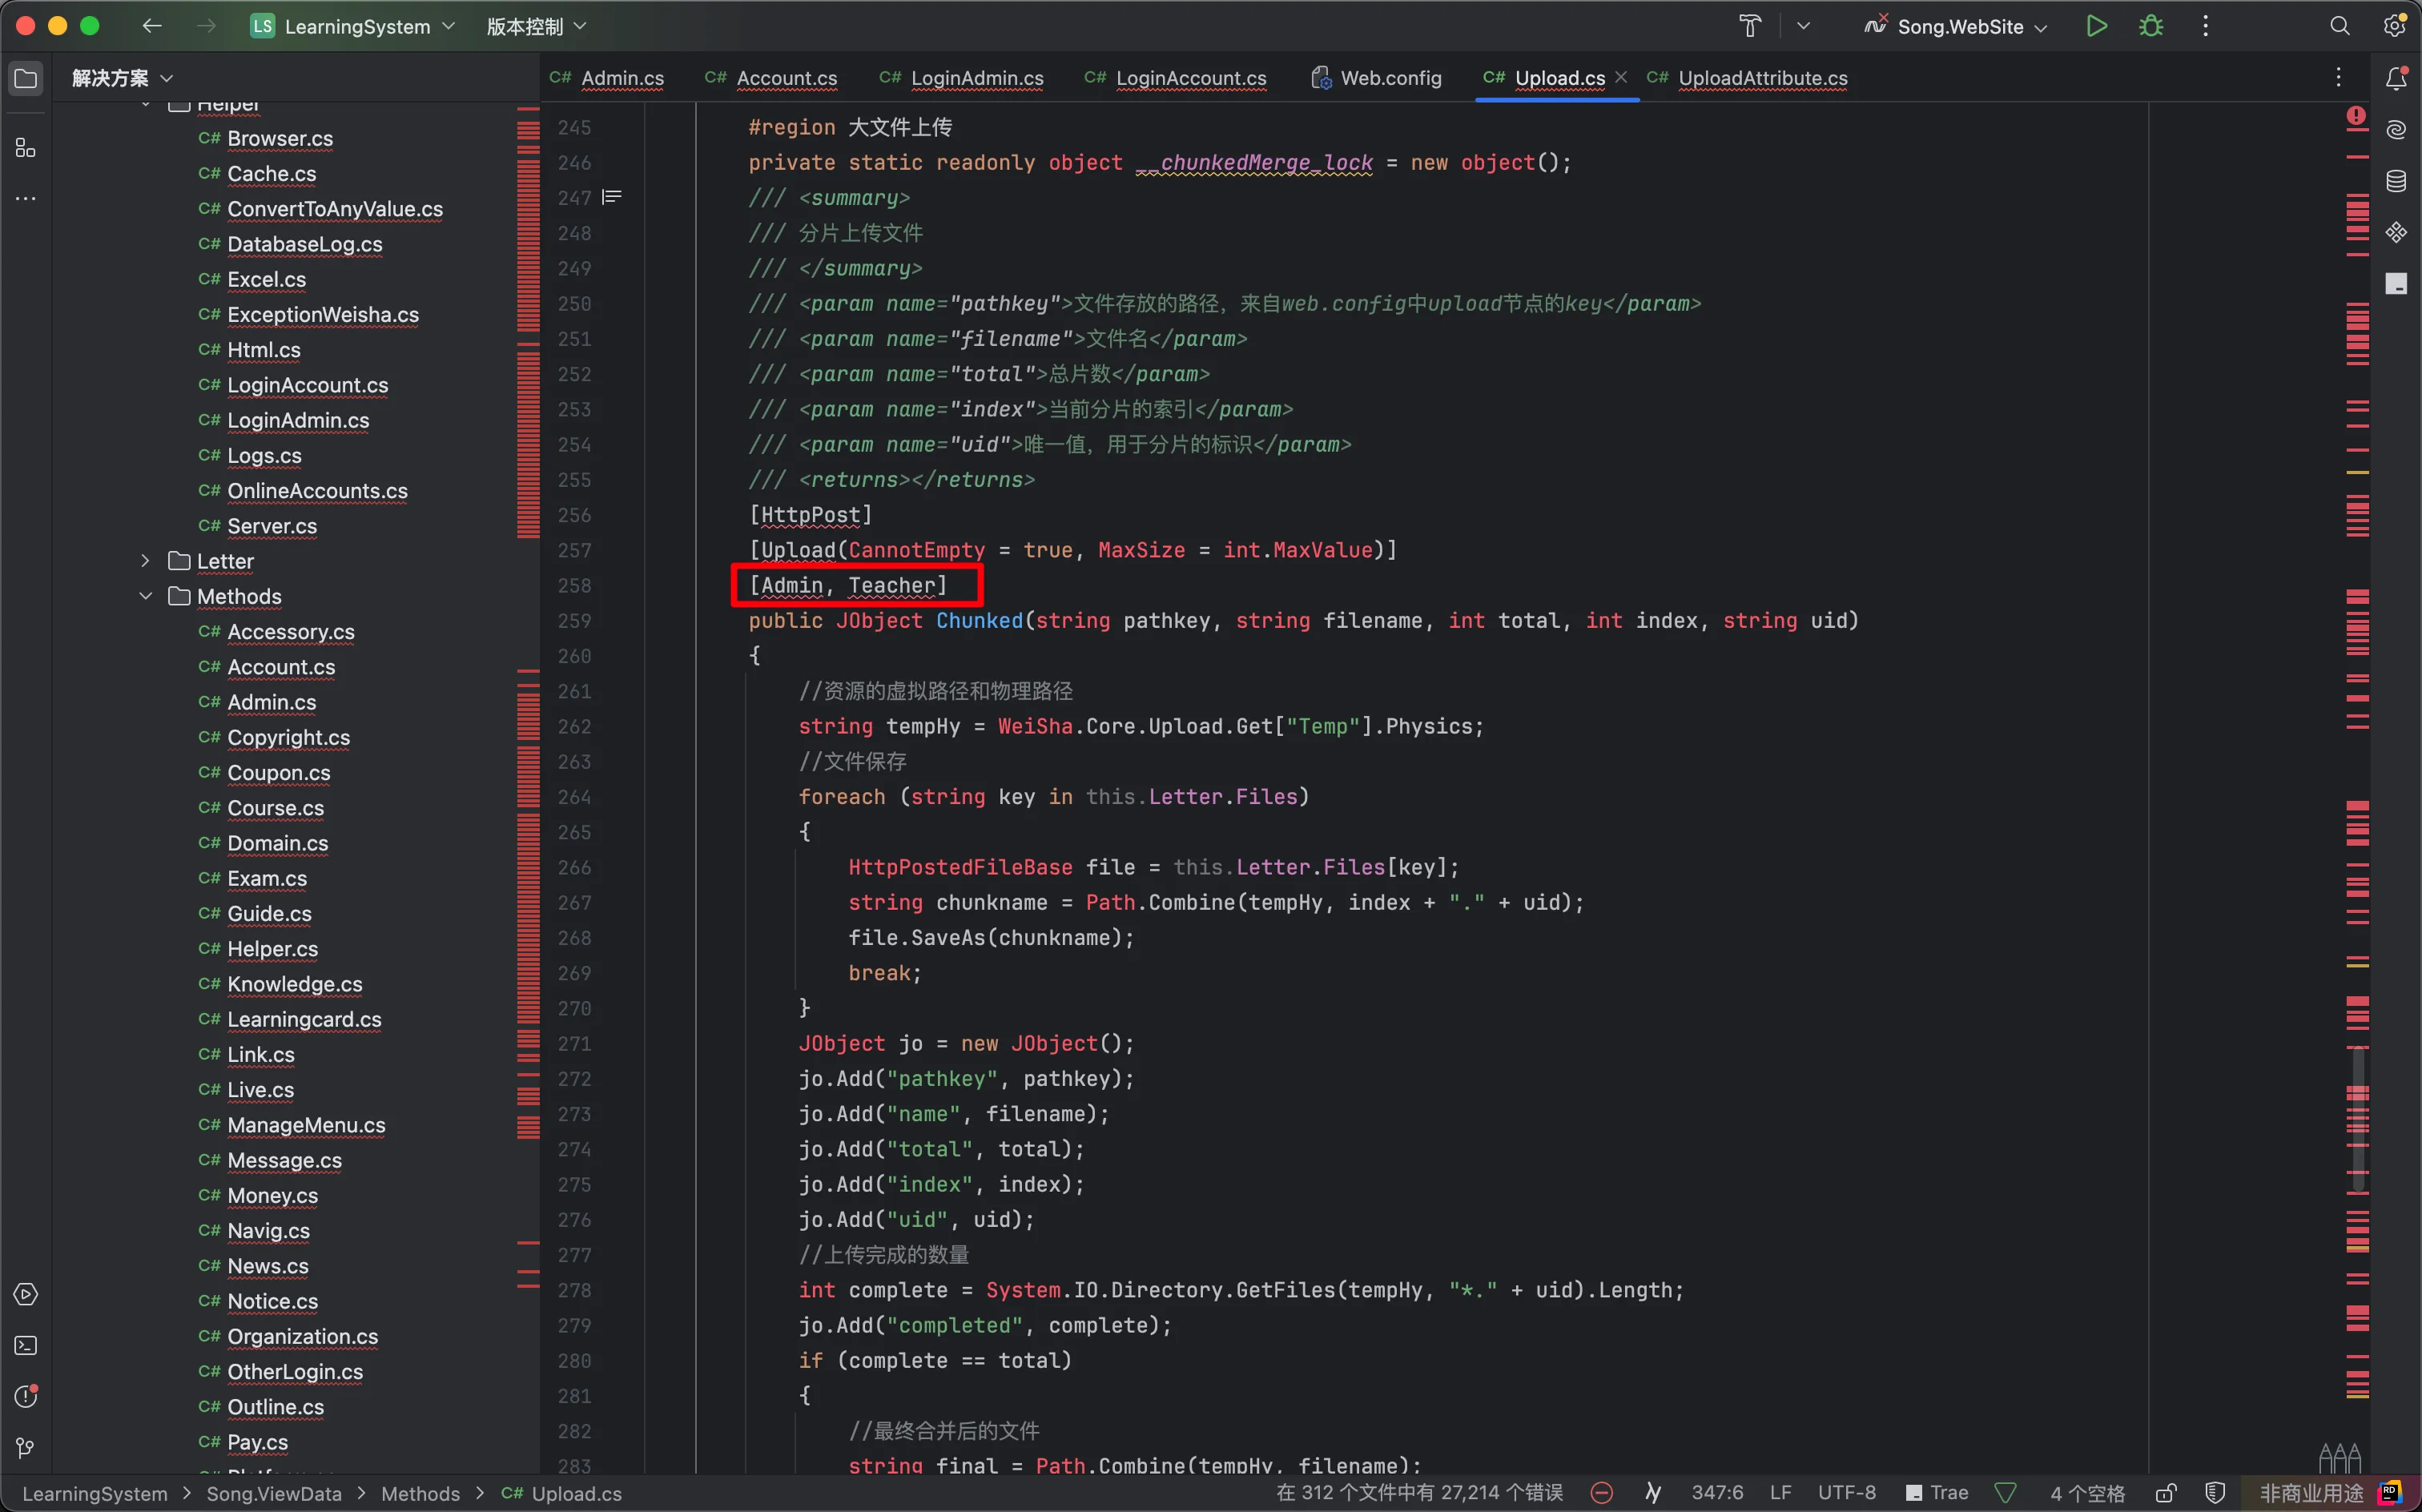 LS LearningSystem 版本控制 Song.WebSite
解决方案
C# Admin.cs C# Account.cs C# LoginAdmin.cs C# LoginAccount.cs Web.config C# Upload.cs C# UploadAttribute.cs
Helper
C# Browser.cs
C# Cache.cs
C# ConvertToAnyValue.cs
C# DatabaseLog.cs
C# Excel.cs
C# ExceptionWeisha.cs
C# Html.cs
C# LoginAccount.cs
C# LoginAdmin.cs
C# Logs.cs
C# OnlineAccounts.cs
C# Server.cs
Letter
Methods
C# Accessory.cs
C# Account.cs
C# Admin.cs
C# Copyright.cs
C# Coupon.cs
C# Course.cs
C# Domain.cs
C# Exam.cs
C# Guide.cs
C# Helper.cs
C# Knowledge.cs
C# Learningcard.cs
C# Link.cs
C# Live.cs
C# ManageMenu.cs
C# Message.cs
C# Money.cs
C# Navig.cs
C# News.cs
C# Notice.cs
C# Organization.cs
C# OtherLogin.cs
C# Outline.cs
C# Pay.cs
245 #region 大文件上传
246 private static readonly object __chunkedMerge_lock = new object();
247 /// <summary>
248 /// 分片上传文件
249 /// </summary>
250 /// <param name="pathkey">文件存放的路径，来自web.config中upload节点的key</param>
251 /// <param name="filename">文件名</param>
252 /// <param name="total">总片数</param>
253 /// <param name="index">当前分片的索引</param>
254 /// <param name="uid">唯一值，用于分片的标识</param>
255 /// <returns></returns>
256 [HttpPost]
257 [Upload(CannotEmpty = true, MaxSize = int.MaxValue)]
258 [Admin, Teacher]
259 public JObject Chunked(string pathkey, string filename, int total, int index, string uid)
260 {
261 //资源的虚拟路径和物理路径
262 string tempHy = WeiSha.Core.Upload.Get["Temp"].Physics;
263 //文件保存
264 foreach (string key in this.Letter.Files)
265 {
266 HttpPostedFileBase file = this.Letter.Files[key];
267 string chunkname = Path.Combine(tempHy, index + "." + uid);
268 file.SaveAs(chunkname);
269 break;
270 }
271 JObject jo = new JObject();
272 jo.Add("pathkey", pathkey);
273 jo.Add("name", filename);
274 jo.Add("total", total);
275 jo.Add("index", index);
276 jo.Add("uid", uid);
277 //上传完成的数量
278 int complete = System.IO.Directory.GetFiles(tempHy, "*." + uid).Length;
279 jo.Add("completed", complete);
280 if (complete == total)
281 {
282 //最终合并后的文件
283 string final = Path.Combine(tempHy, filename);
LearningSystem > Song.ViewData > Methods > C# Upload.cs 在 312 个文件中有 27,214 个错误 347:6 LF UTF-8 Trae 4 个空格 非商业用途 RD